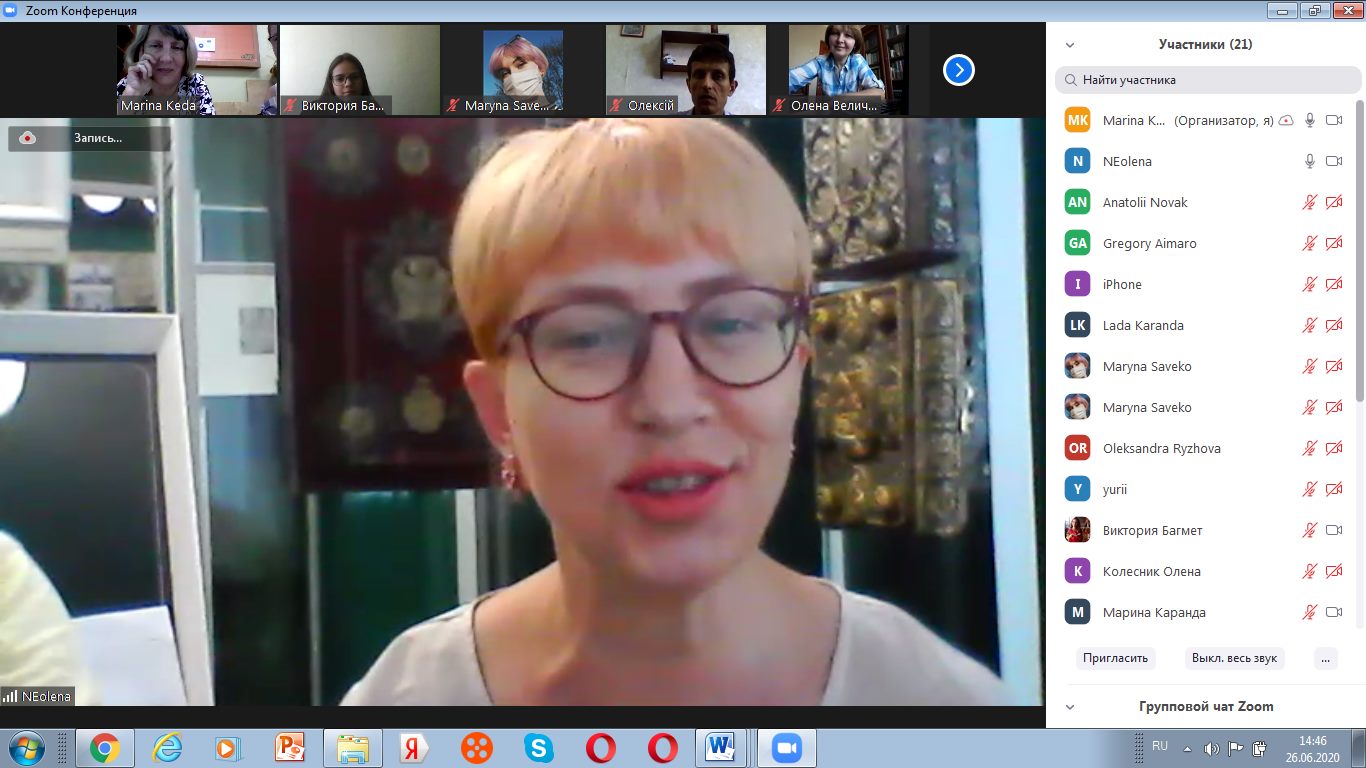 Zoom Конференция
Marina Keda
Виктория Ба...
Maryna Save...
Олексій
Олена Велич...
Запись...
NEolena
Участники (21)
Найти участника
MK Marina K... (Организатор, я)
N NEolena
AN Anatolii Novak
GA Gregory Aimaro
I iPhone
LK Lada Karanda
Maryna Saveko
Maryna Saveko
OR Oleksandra Ryzhova
Y yurii
Виктория Багмет
К Колесник Олена
М Марина Каранда
Пригласить Выкл. весь звук ...
Групповой чат Zoom
RU
14:46
26.06.2020